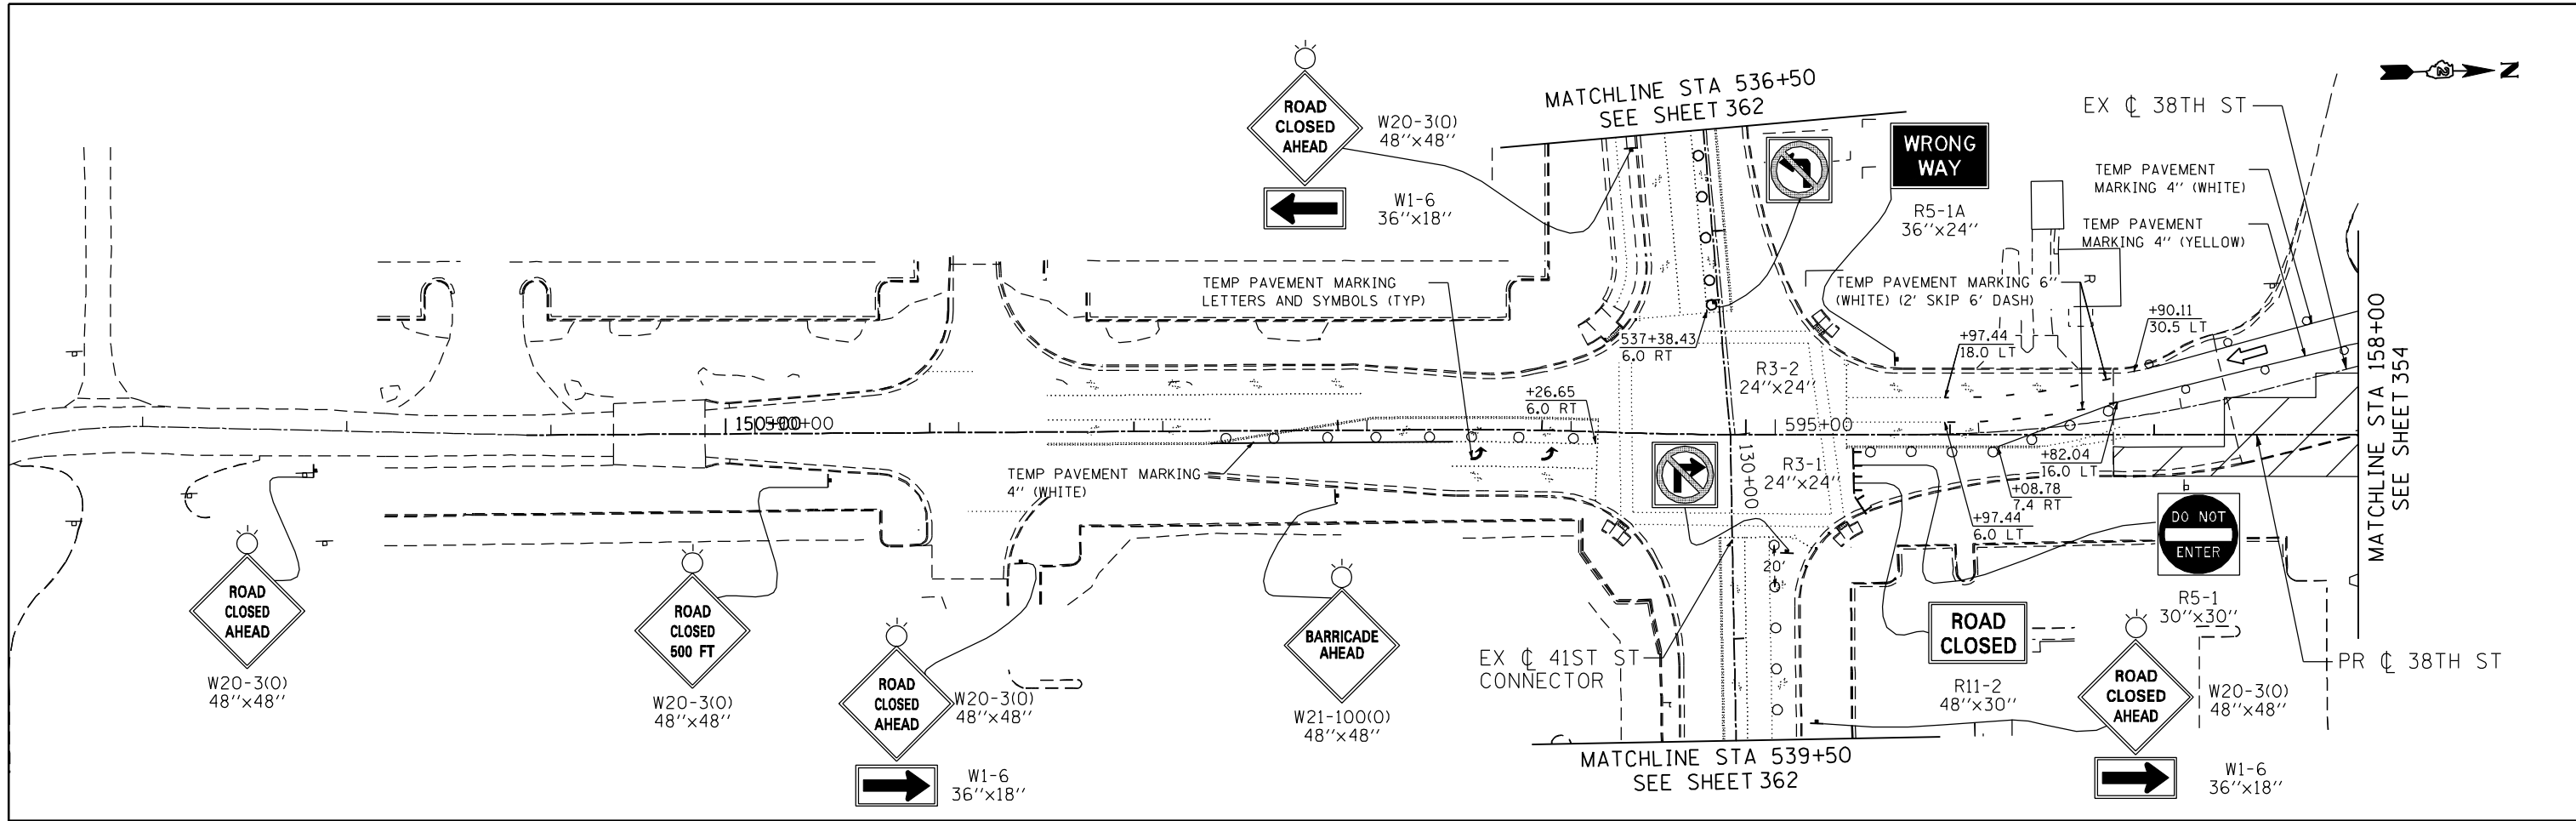 ROAD
CLOSED
AHEAD
W20-3(O)
48"x48"
W1-6
36"x18"
MATCHLINE STA 536+50
SEE SHEET 362
WRONG
WAY
R5-1A
36"x24"
N
EX ℄ 38TH ST
TEMP PAVEMENT
MARKING 4" (WHITE)
TEMP PAVEMENT
MARKING 4" (YELLOW)
TEMP PAVEMENT MARKING 6"
(WHITE) (2' SKIP 6' DASH)
R
+90.11
30.5 LT
TEMP PAVEMENT MARKING
LETTERS AND SYMBOLS (TYP)
537+38.43
6.0 RT
+97.44
18.0 LT
R3-2
24"x24"
+26.65
6.0 RT
MATCHLINE STA 158+00
SEE SHEET 354
595+00
130+00
R3-1
24"x24"
+82.04
16.0 LT
+08.78
7.4 RT
+97.44
6.0 LT
TEMP PAVEMENT MARKING
4" (WHITE)
20'
DO NOT
ENTER
R5-1
30"x30"
ROAD
CLOSED
AHEAD
W20-3(O)
48"x48"
ROAD
CLOSED
500 FT
W20-3(O)
48"x48"
ROAD
CLOSED
AHEAD
W20-3(O)
48"x48"
W1-6
36"x18"
BARRICADE
AHEAD
W21-100(O)
48"x48"
EX ℄ 41ST ST
CONNECTOR
ROAD
CLOSED
R11-2
48"x30"
ROAD
CLOSED
AHEAD
W20-3(O)
48"x48"
W1-6
36"x18"
PR ℄ 38TH ST
MATCHLINE STA 539+50
SEE SHEET 362